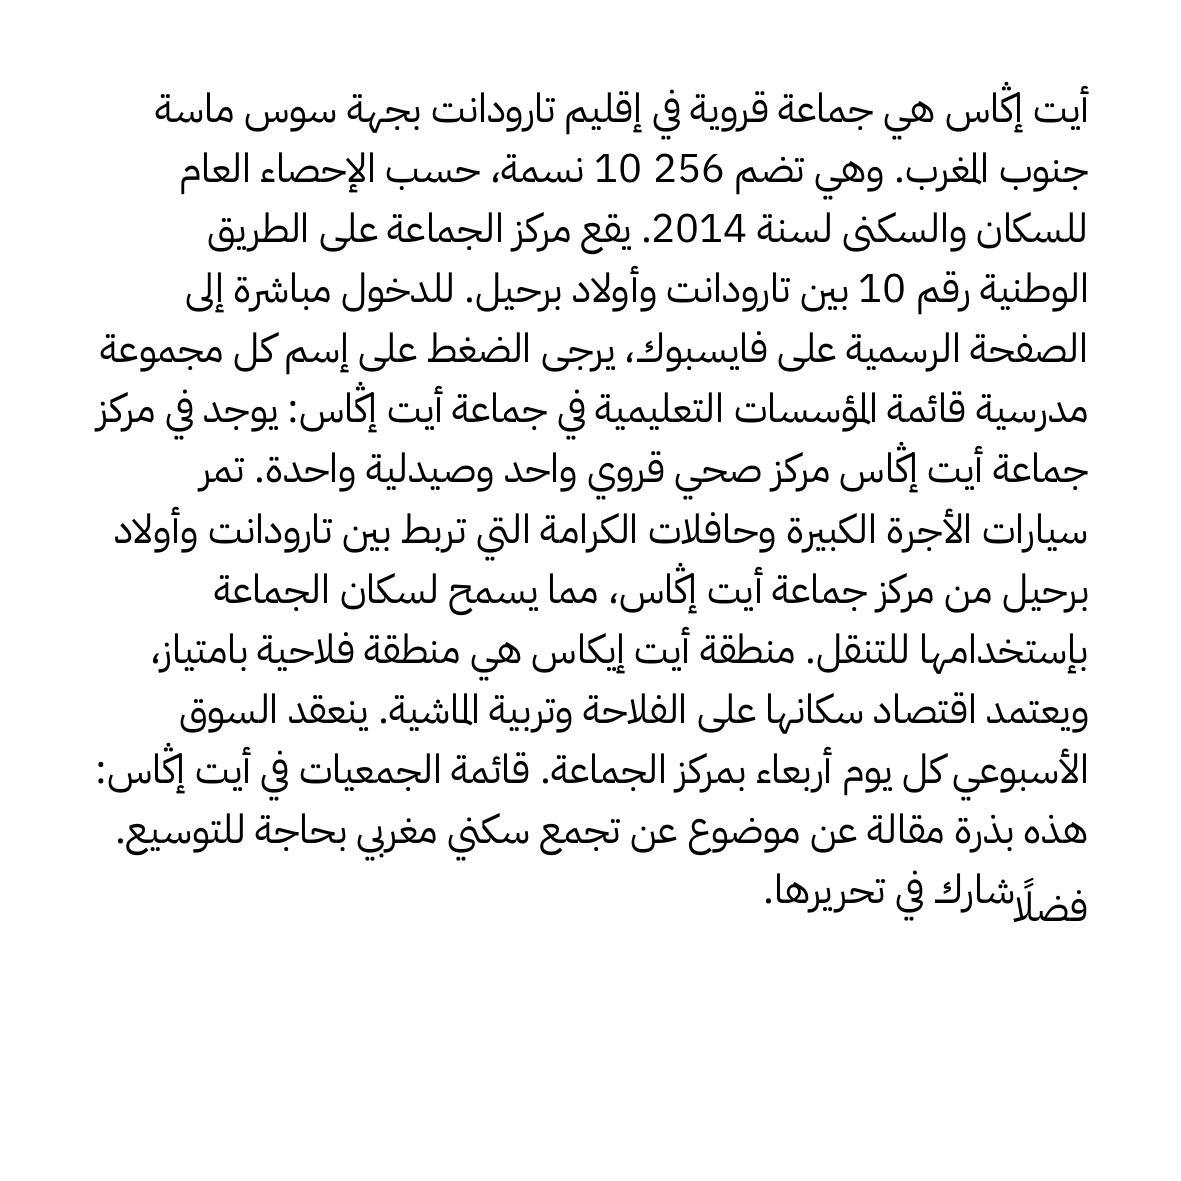 أيت إڭاس هي جماعة قروية في إقليم تارودانت بجهة سوس ماسة
جنوب المغرب. وهي تضم 256 10 نسمة، حسب الإحصاء العام
للسكان والسكنى لسنة 2014. يقع مركز الجماعة على الطريق
الوطنية رقم 10 بين تارودانت وأولاد برحيل. للدخول مباشرة إلى
الصفحة الرسمية على فايسبوك، يرجى الضغط على إسم كل مجموعة
مدرسية قائمة المؤسسات التعليمية في جماعة أيت إڭاس: يوجد في مركز
جماعة أيت إڭاس مركز صحي قروي واحد وصيدلية واحدة. تمر
سيارات الأجرة الكبيرة وحافلات الكرامة التي تربط بين تارودانت وأولاد
برحيل من مركز جماعة أيت إڭاس، مما يسمح لسكان الجماعة
بإستخدامها للتنقل. منطقة أيت إيكاس هي منطقة فلاحية بامتياز،
ويعتمد اقتصاد سكانها على الفلاحة وتربية الماشية. ينعقد السوق
الأسبوعي كل يوم أربعاء بمركز الجماعة. قائمة الجمعيات في أيت إڭاس:
هذه بذرة مقالة عن موضوع عن تجمع سكني مغربي بحاجة للتوسيع.
فضلًا شارك في تحريرها.